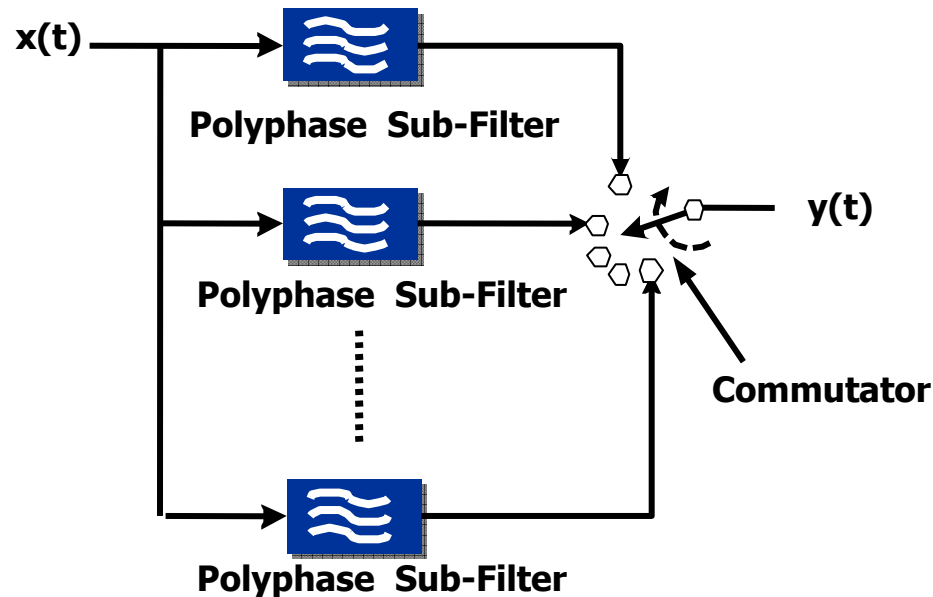 x(t)
Polyphase Sub-Filter
y(t)
Polyphase Sub-Filter
Commutator
Polyphase Sub-Filter